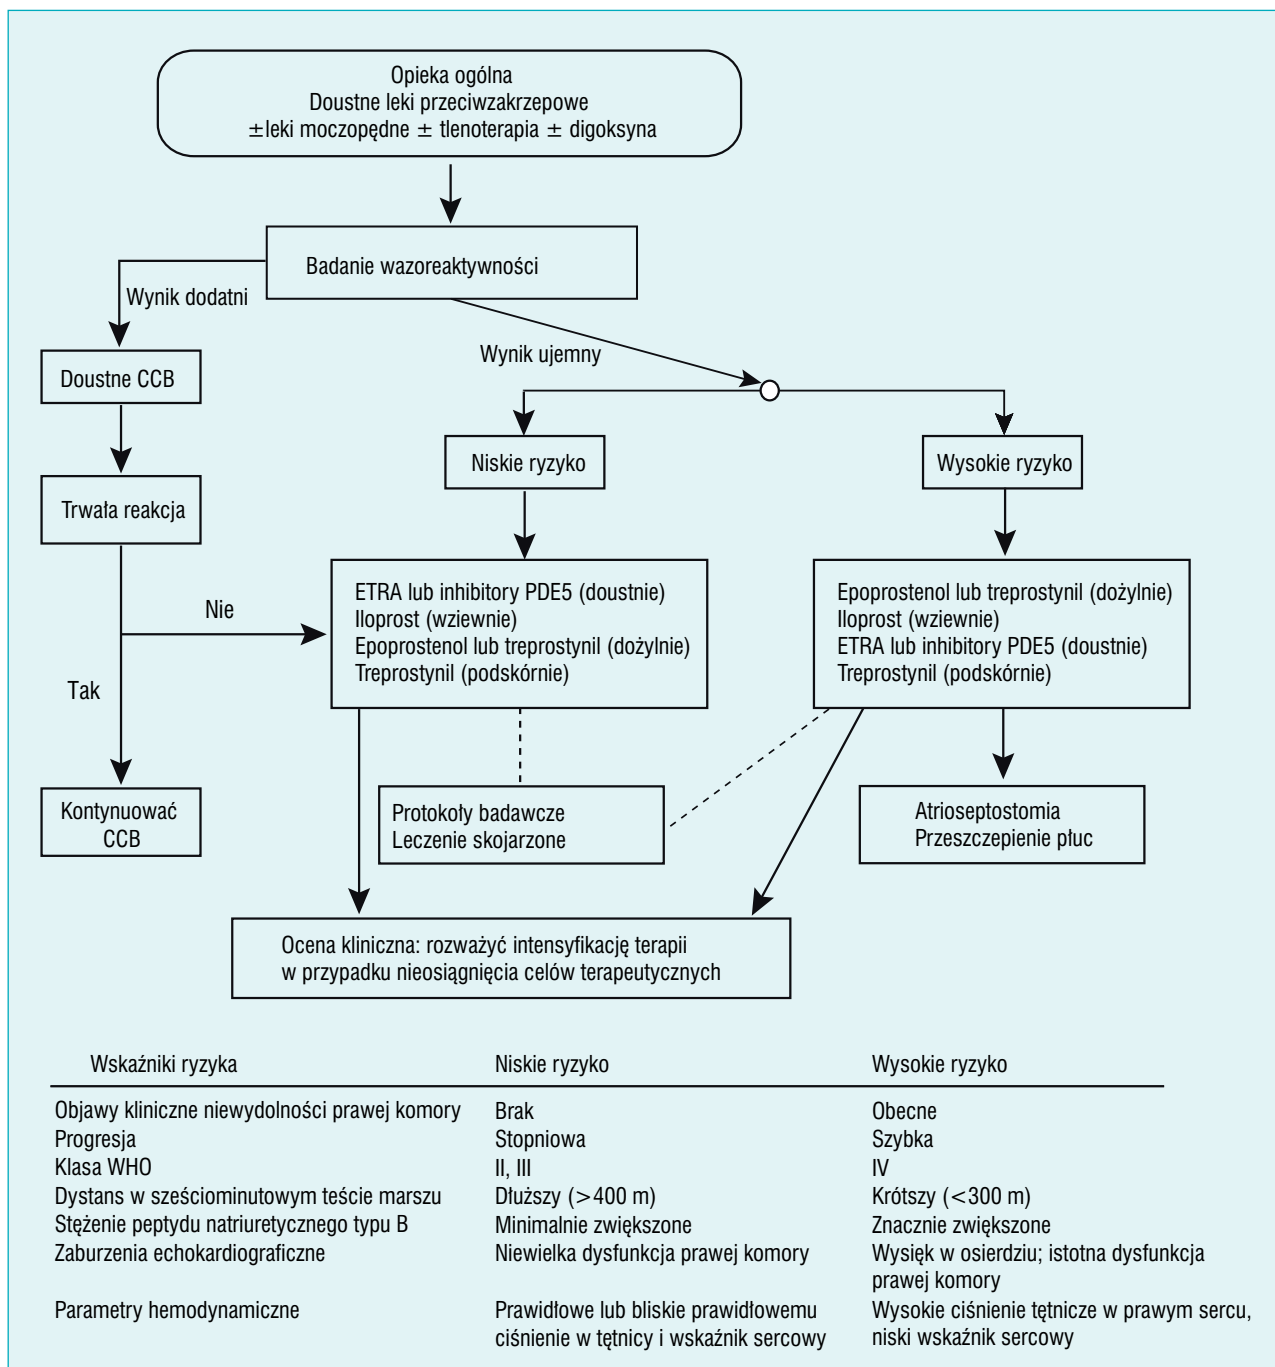 Opieka ogólna
Doustne leki przeciwzakrzepowe
±leki moczopędne ± tlenoterapia ± digoksyna
Badanie wazoreaktywności
Wynik dodatni
Wynik ujemny
Doustne CCB
Niskie ryzyko
Wysokie ryzyko
Trwała reakcja
Nie
Tak
ETRA lub inhibitory PDE5 (doustnie)
Iloprost (wziewnie)
Epoprostenol lub treprostynil (dożylnie)
Treprostynil (podskórnie)
Epoprostenol lub treprostynil (dożylnie)
Iloprost (wziewnie)
ETRA lub inhibitory PDE5 (doustnie)
Treprostynil (podskórnie)
Kontynuować
CCB
Protokoły badawcze
Leczenie skojarzone
Atrioseptostomia
Przeszczepienie płuc
Ocena kliniczna: rozważyć intensyfikację terapii
w przypadku nieosiągnięcia celów terapeutycznych
Wskaźniki ryzyka Niskie ryzyko Wysokie ryzyko
Objawy kliniczne niewydolności prawej komory Brak Obecne
Progresja Stopniowa Szybka
Klasa WHO II, III IV
Dystans w sześciominutowym teście marszu Dłuższy (>400 m) Krótszy (<300 m)
Stężenie peptydu natriuretycznego typu B Minimalnie zwiększone Znacznie zwiększone
Zaburzenia echokardiograficzne Niewielka dysfunkcja prawej komory Wysięk w osierdziu; istotna dysfunkcja
prawej komory
Parametry hemodynamiczne Prawidłowe lub bliskie prawidłowemu Wysokie ciśnienie tętnicze w prawym sercu,
ciśnienie w tętnicy i wskaźnik sercowy niski wskaźnik sercowy